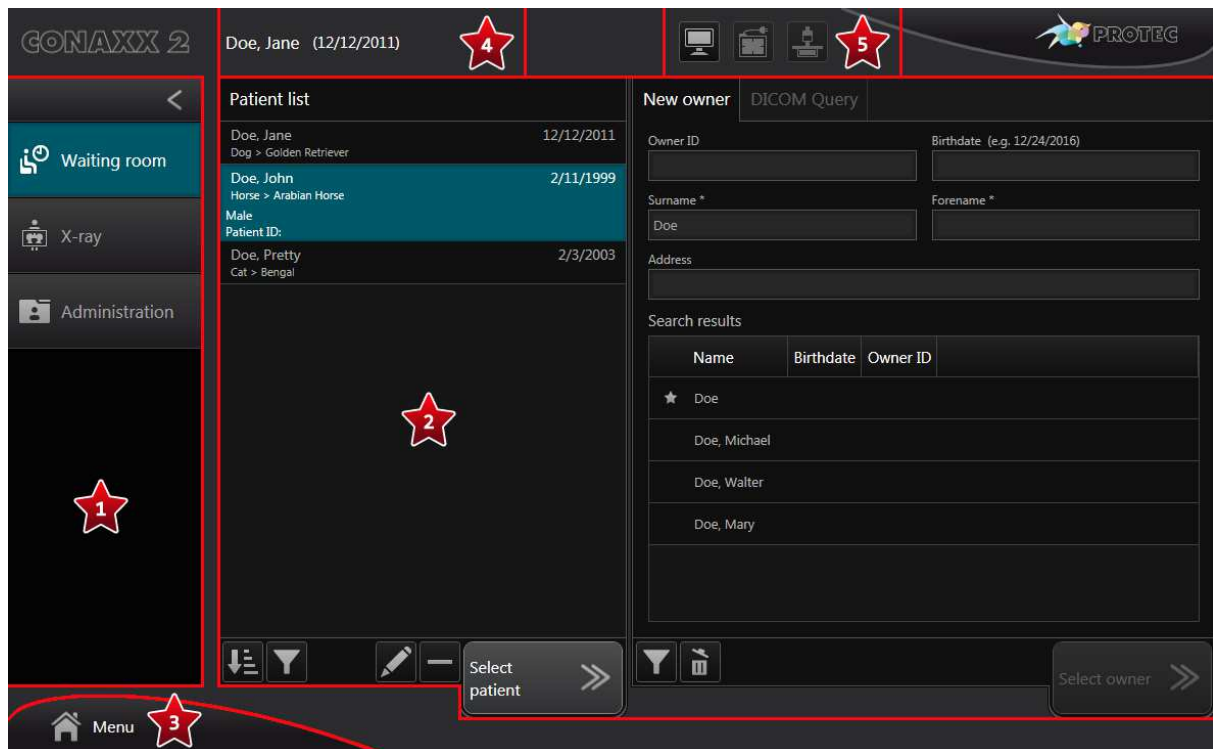 CONAXX 2
Doe, Jane (12/12/2011)
4
5
PROTEC
Waiting room
X-ray
Administration
1
Patient list
Doe, Jane 12/12/2011
Dog > Golden Retriever
Doe, John 2/11/1999
Horse > Arabian Horse
Male
Patient ID:
Doe, Pretty 2/3/2003
Cat > Bengal
2
Select
patient
New owner DICOM Query
Owner ID Birthdate (e.g. 12/24/2016)
Surname * Forename *
Doe
Address
Search results
Name Birthdate Owner ID
Doe
Doe, Michael
Doe, Walter
Doe, Mary
Select owner
Menu
3